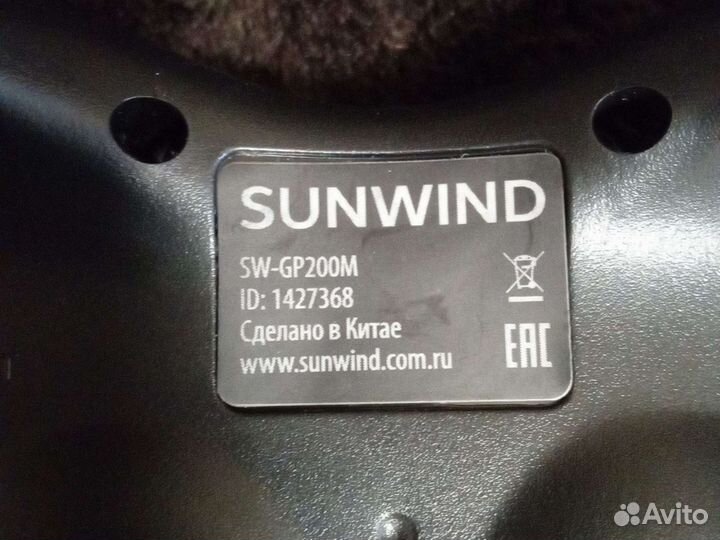 SUNWIND
SW-GP200M
ID: 1427368
Сделано в Китае
www.sunwind.com.ru
EAC
Avito